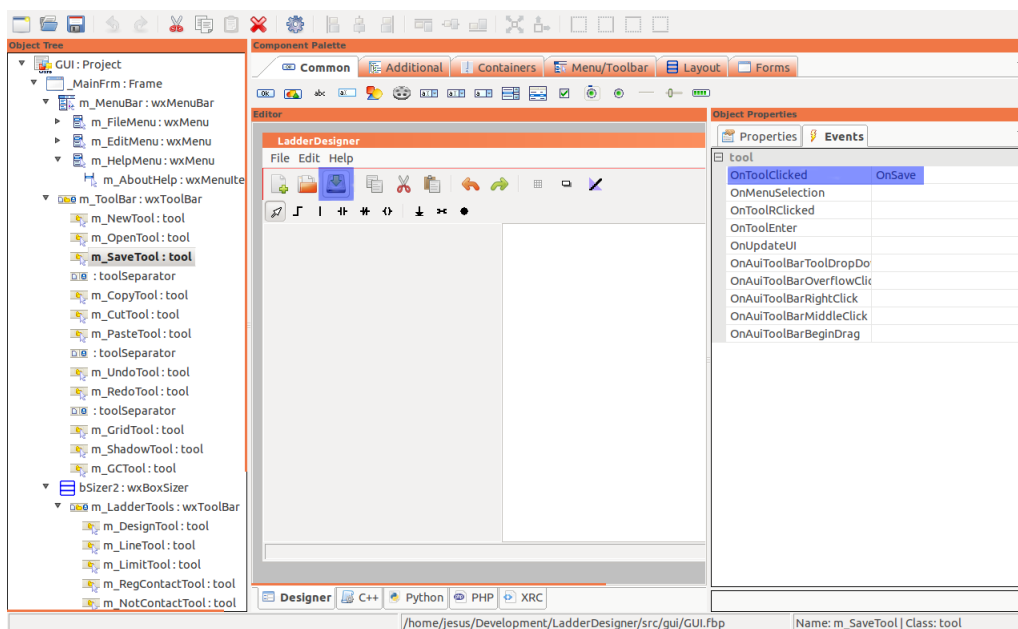 Object Tree
GUI : Project
_MainFrm : Frame
m_MenuBar : wxMenuBar
m_FileMenu : wxMenu
m_EditMenu : wxMenu
m_HelpMenu : wxMenu
m_AboutHelp : wxMenuIte
m_ToolBar : wxToolBar
m_NewTool : tool
m_OpenTool : tool
m_SaveTool : tool
: toolSeparator
m_CopyTool : tool
m_CutTool : tool
m_PasteTool : tool
: toolSeparator
m_UndoTool : tool
m_RedoTool : tool
: toolSeparator
m_GridTool : tool
m_ShadowTool : tool
m_GCTool : tool
bSizer2 : wxBoxSizer
m_LadderTools : wxToolBar
m_DesignTool : tool
m_LineTool : tool
m_LimitTool : tool
m_RegContactTool : tool
m_NotContactTool : tool
Component Palette
Common Additional Containers Menu/Toolbar Layout Forms
OK abc
Editor
LadderDesigner
File Edit Help
Designer C++ Python PHP XRC
Object Properties
Properties Events
tool
OnToolClicked OnSave
OnMenuSelection
OnToolRClicked
OnToolEnter
OnUpdateUI
OnAuiToolBarToolDropDo
OnAuiToolBarOverflowClic
OnAuiToolBarRightClick
OnAuiToolBarMiddleClick
OnAuiToolBarBeginDrag
/home/jesus/Development/LadderDesigner/src/gui/GUI.fbp
Name: m_SaveTool | Class: tool